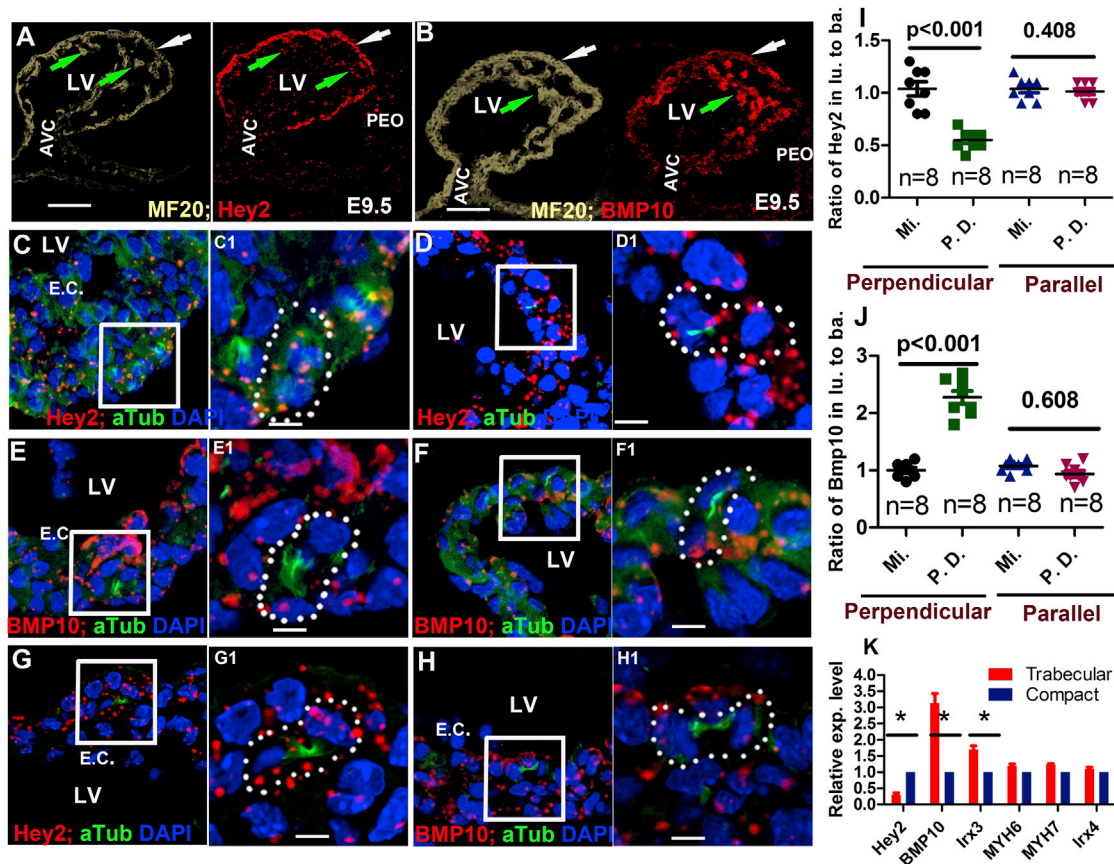 A
LV
AVC
MF20;
LV
AVC
PEO
Hey2
E9.5
B
LV
AVC
MF20;
LV
AVC
PEO
BMP10
E9.5
C
LV
E.C.
Hey2; aTub DAPI
C1
D
LV
Hey2; aTub DAPI
D1
E
LV
E.C.
BMP10; aTub DAPI
E1
F
LV
BMP10; aTub DAPI
F1
G
E.C.
LV
Hey2; aTub DAPI
G1
H
LV
E.C.
BMP10; aTub DAPI
H1
I
Ratio of Hey2 in lu. to ba.
1.5
1.0
0.5
0.0
p<0.001
0.408
n=8 n=8 n=8 n=8
Mi. P. D. Mi. P. D.
Perpendicular Parallel
J
Ratio of Bmp10 in lu. to ba.
3
2
1
0
p<0.001
0.608
n=8 n=8 n=8 n=8
Mi. P. D. Mi. P. D.
Perpendicular Parallel
K
Relative exp. level
4.0
3.5
3.0
2.5
2.0
1.5
1.0
0.5
0.0
Trabecular
Compact
* * *
Hey2 BMP10 Irx3 MYH6 MYH7 Irx4